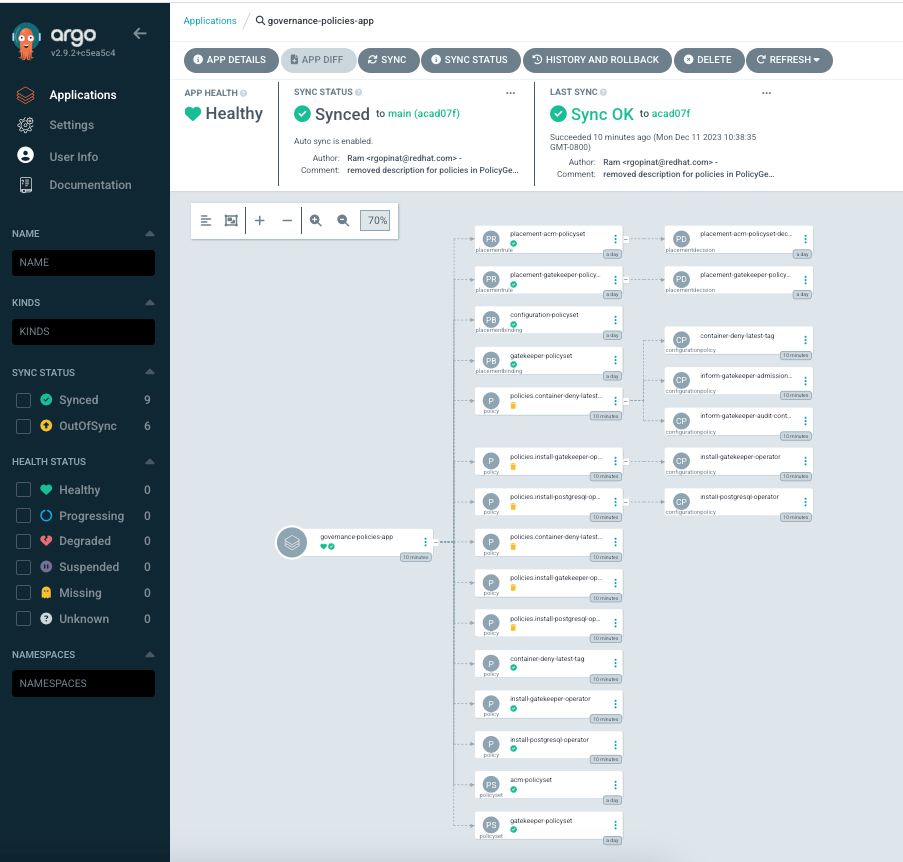 argo
v2.9.2+c5ea5c4
Applications
Settings
User Info
Documentation
NAME
NAME
KINDS
KINDS
SYNC STATUS
Synced 9
OutOfSync 6
HEALTH STATUS
Healthy 0
Progressing 0
Degraded 0
Suspended 0
Missing 0
Unknown 0
NAMESPACES
NAMESPACES
Applications / governance-policies-app
APP DETAILS APP DIFF SYNC SYNC STATUS HISTORY AND ROLLBACK DELETE REFRESH
APP HEALTH
Healthy
SYNC STATUS ...
Synced to main (acad07f)
Auto sync is enabled.
Author: Ram <rgopinat@redhat.com> -
Comment: removed description for policies in PolicyGe...
LAST SYNC ...
Sync OK to acad07f
Succeeded 10 minutes ago (Mon Dec 11 2023 10:38:35
GMT-0800)
Author: Ram <rgopinat@redhat.com> -
Comment: removed description for policies in PolicyGe...
70%
governance-policies-app
10 minutes
PR placement-acm-policyset
placementrule
a day
PR placement-gatekeeper-policy...
placementrule
a day
PB configuration-policyset
placementbinding
a day
PB gatekeeper-policyset
placementbinding
a day
P policies.container-deny-latest...
policy
10 minutes
P policies.install-gatekeeper-op...
policy
10 minutes
P policies.install-postgresql-op...
policy
10 minutes
P policies.container-deny-latest...
policy
10 minutes
P policies.install-gatekeeper-op...
policy
10 minutes
P policies.install-postgresql-op...
policy
10 minutes
P container-deny-latest-tag
policy
10 minutes
P install-gatekeeper-operator
policy
10 minutes
P install-postgresql-operator
policy
10 minutes
PS acm-policyset
policyset
a day
PS gatekeeper-policyset
policyset
a day
PD placement-acm-policyset-dec...
placementdecision
a day
PD placement-gatekeeper-policy...
placementdecision
a day
CP container-deny-latest-tag
configurationpolicy
10 minutes
CP inform-gatekeeper-admission...
configurationpolicy
10 minutes
CP inform-gatekeeper-audit-cont...
configurationpolicy
10 minutes
CP install-gatekeeper-operator
configurationpolicy
10 minutes
CP install-postgresql-operator
configurationpolicy
10 minutes